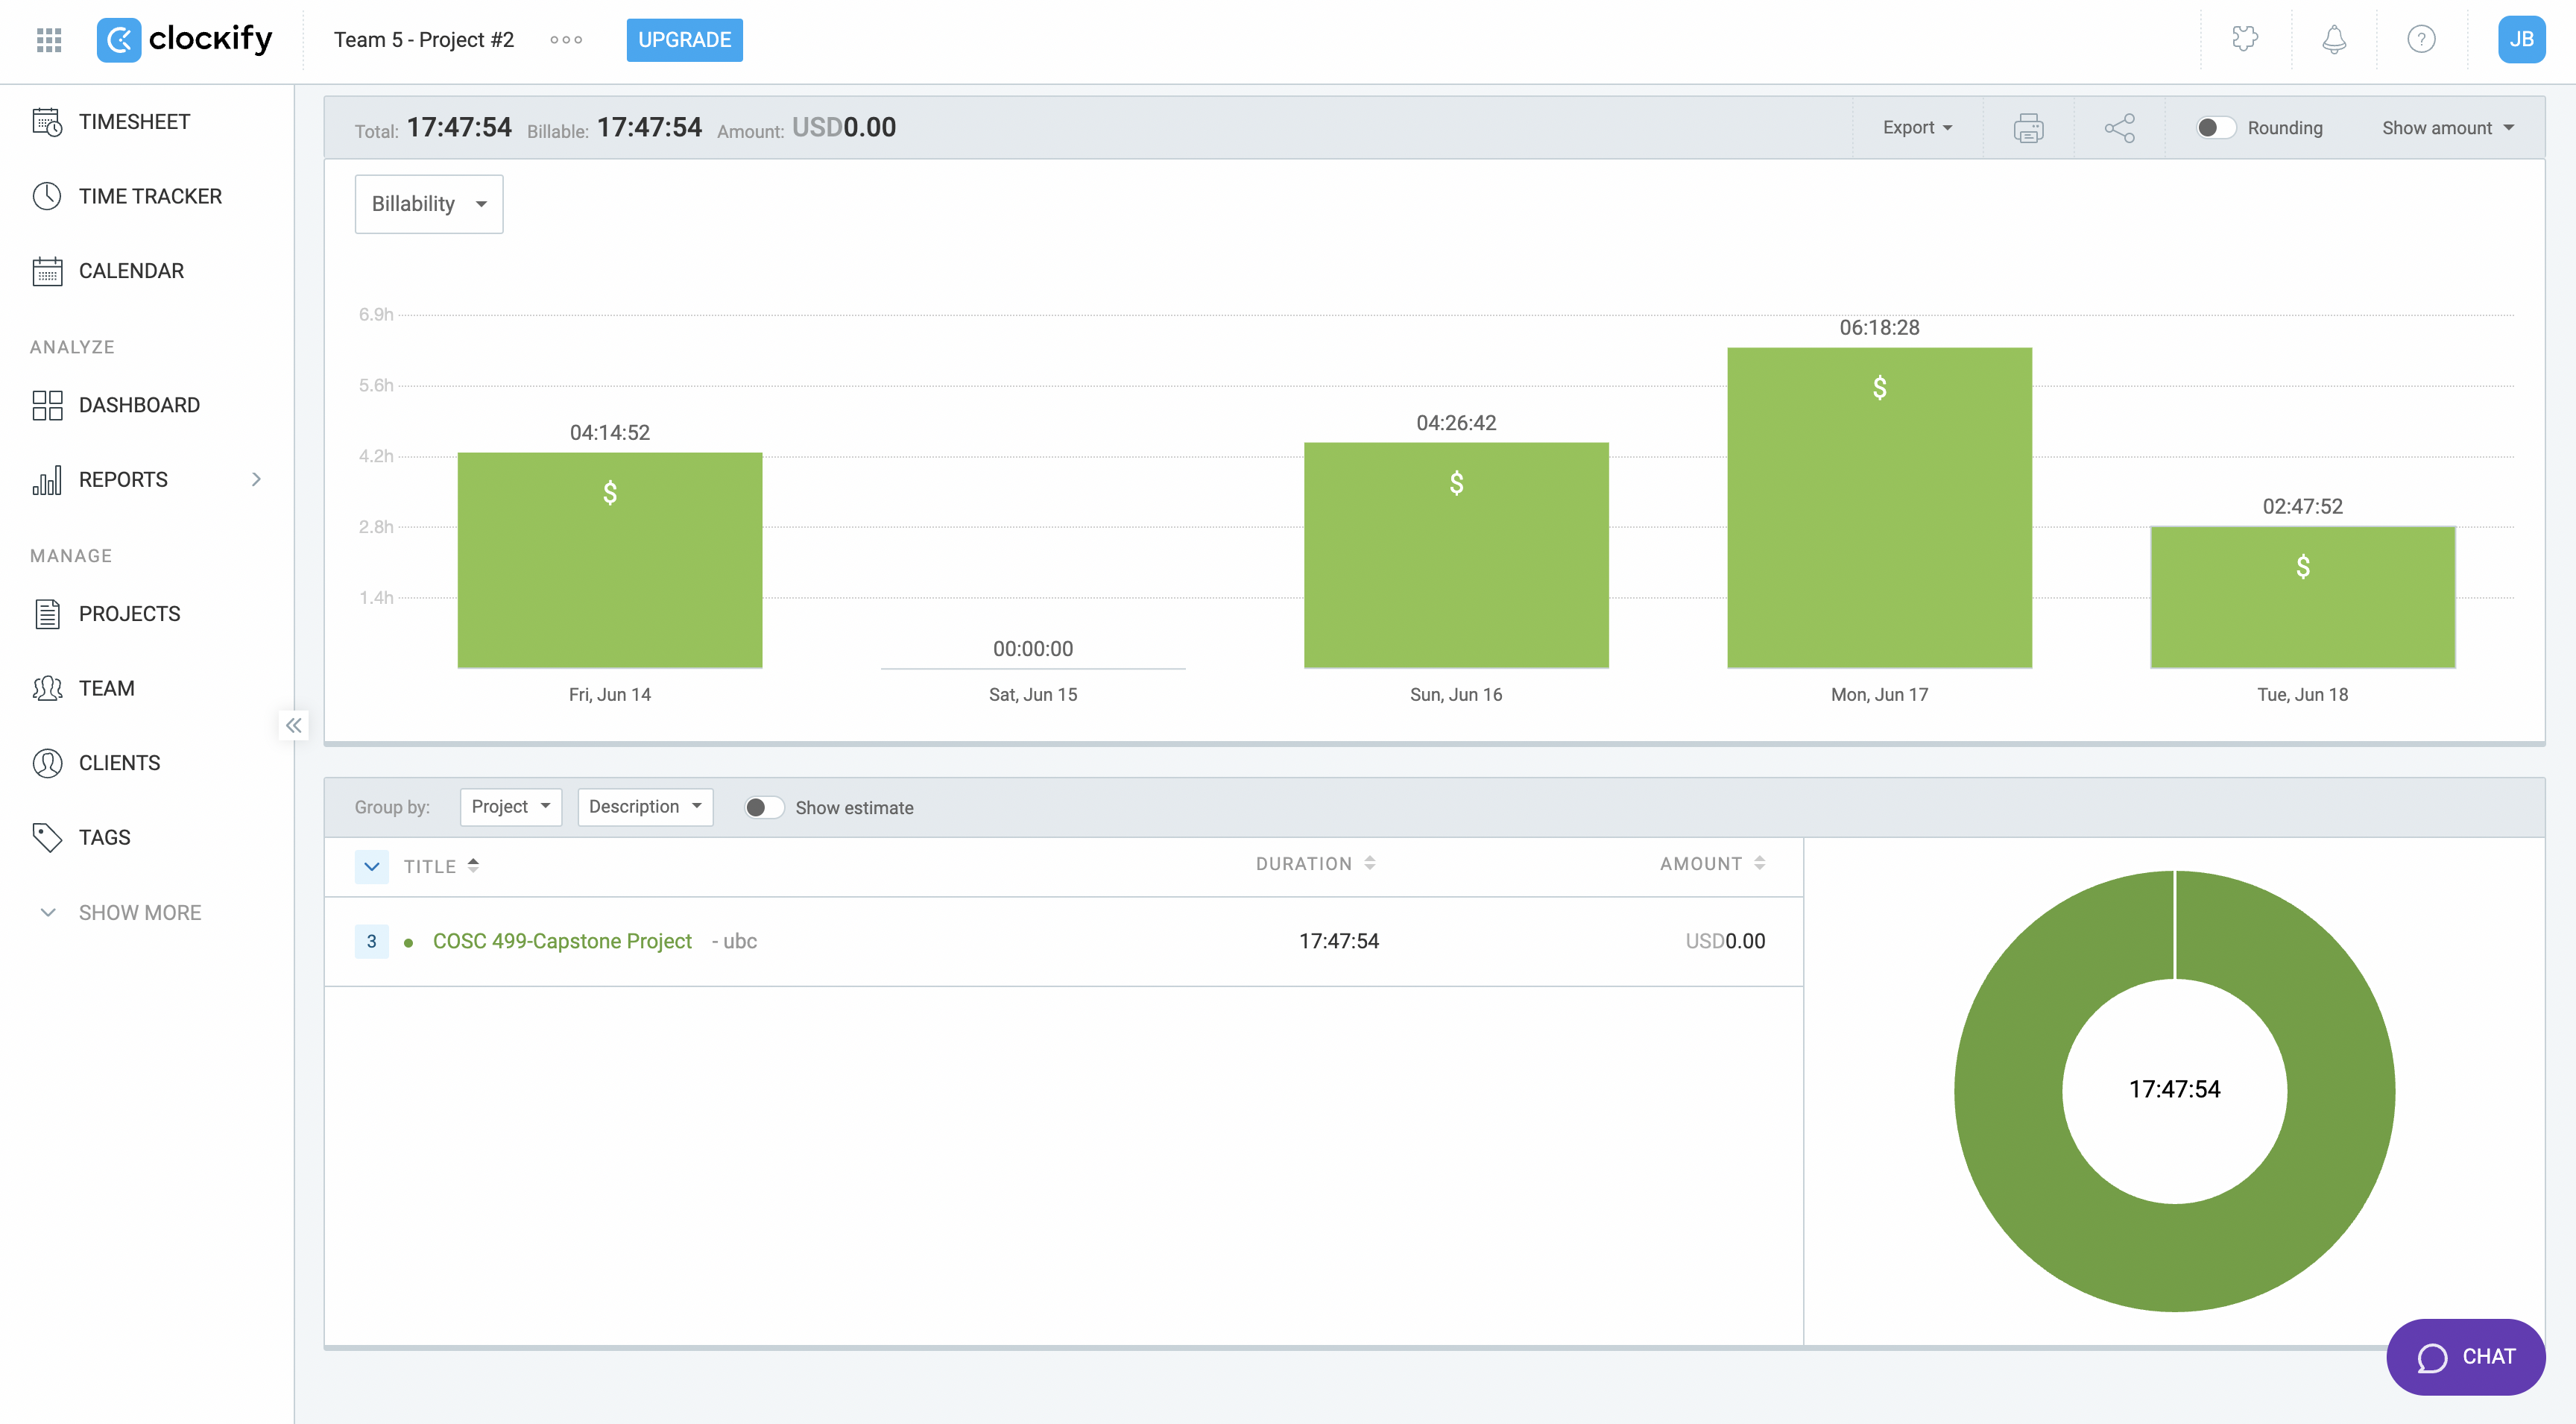 clockify
Team 5 - Project #2
UPGRADE
?
JB
TIMESHEET
TIME TRACKER
CALENDAR
ANALYZE
DASHBOARD
REPORTS
MANAGE
PROJECTS
TEAM
CLIENTS
TAGS
SHOW MORE
Total: 17:47:54 Billable: 17:47:54 Amount: USD0.00
Export
Rounding
Show amount
Billability
6.9h
5.6h
4.2h
2.8h
1.4h
04:14:52
$
00:00:00
04:26:42
$
06:18:28
$
02:47:52
$
Fri, Jun 14
Sat, Jun 15
Sun, Jun 16
Mon, Jun 17
Tue, Jun 18
Group by: Project Description Show estimate
TITLE DURATION AMOUNT
3 COSC 499-Capstone Project - ubc 17:47:54 USD0.00
17:47:54
CHAT